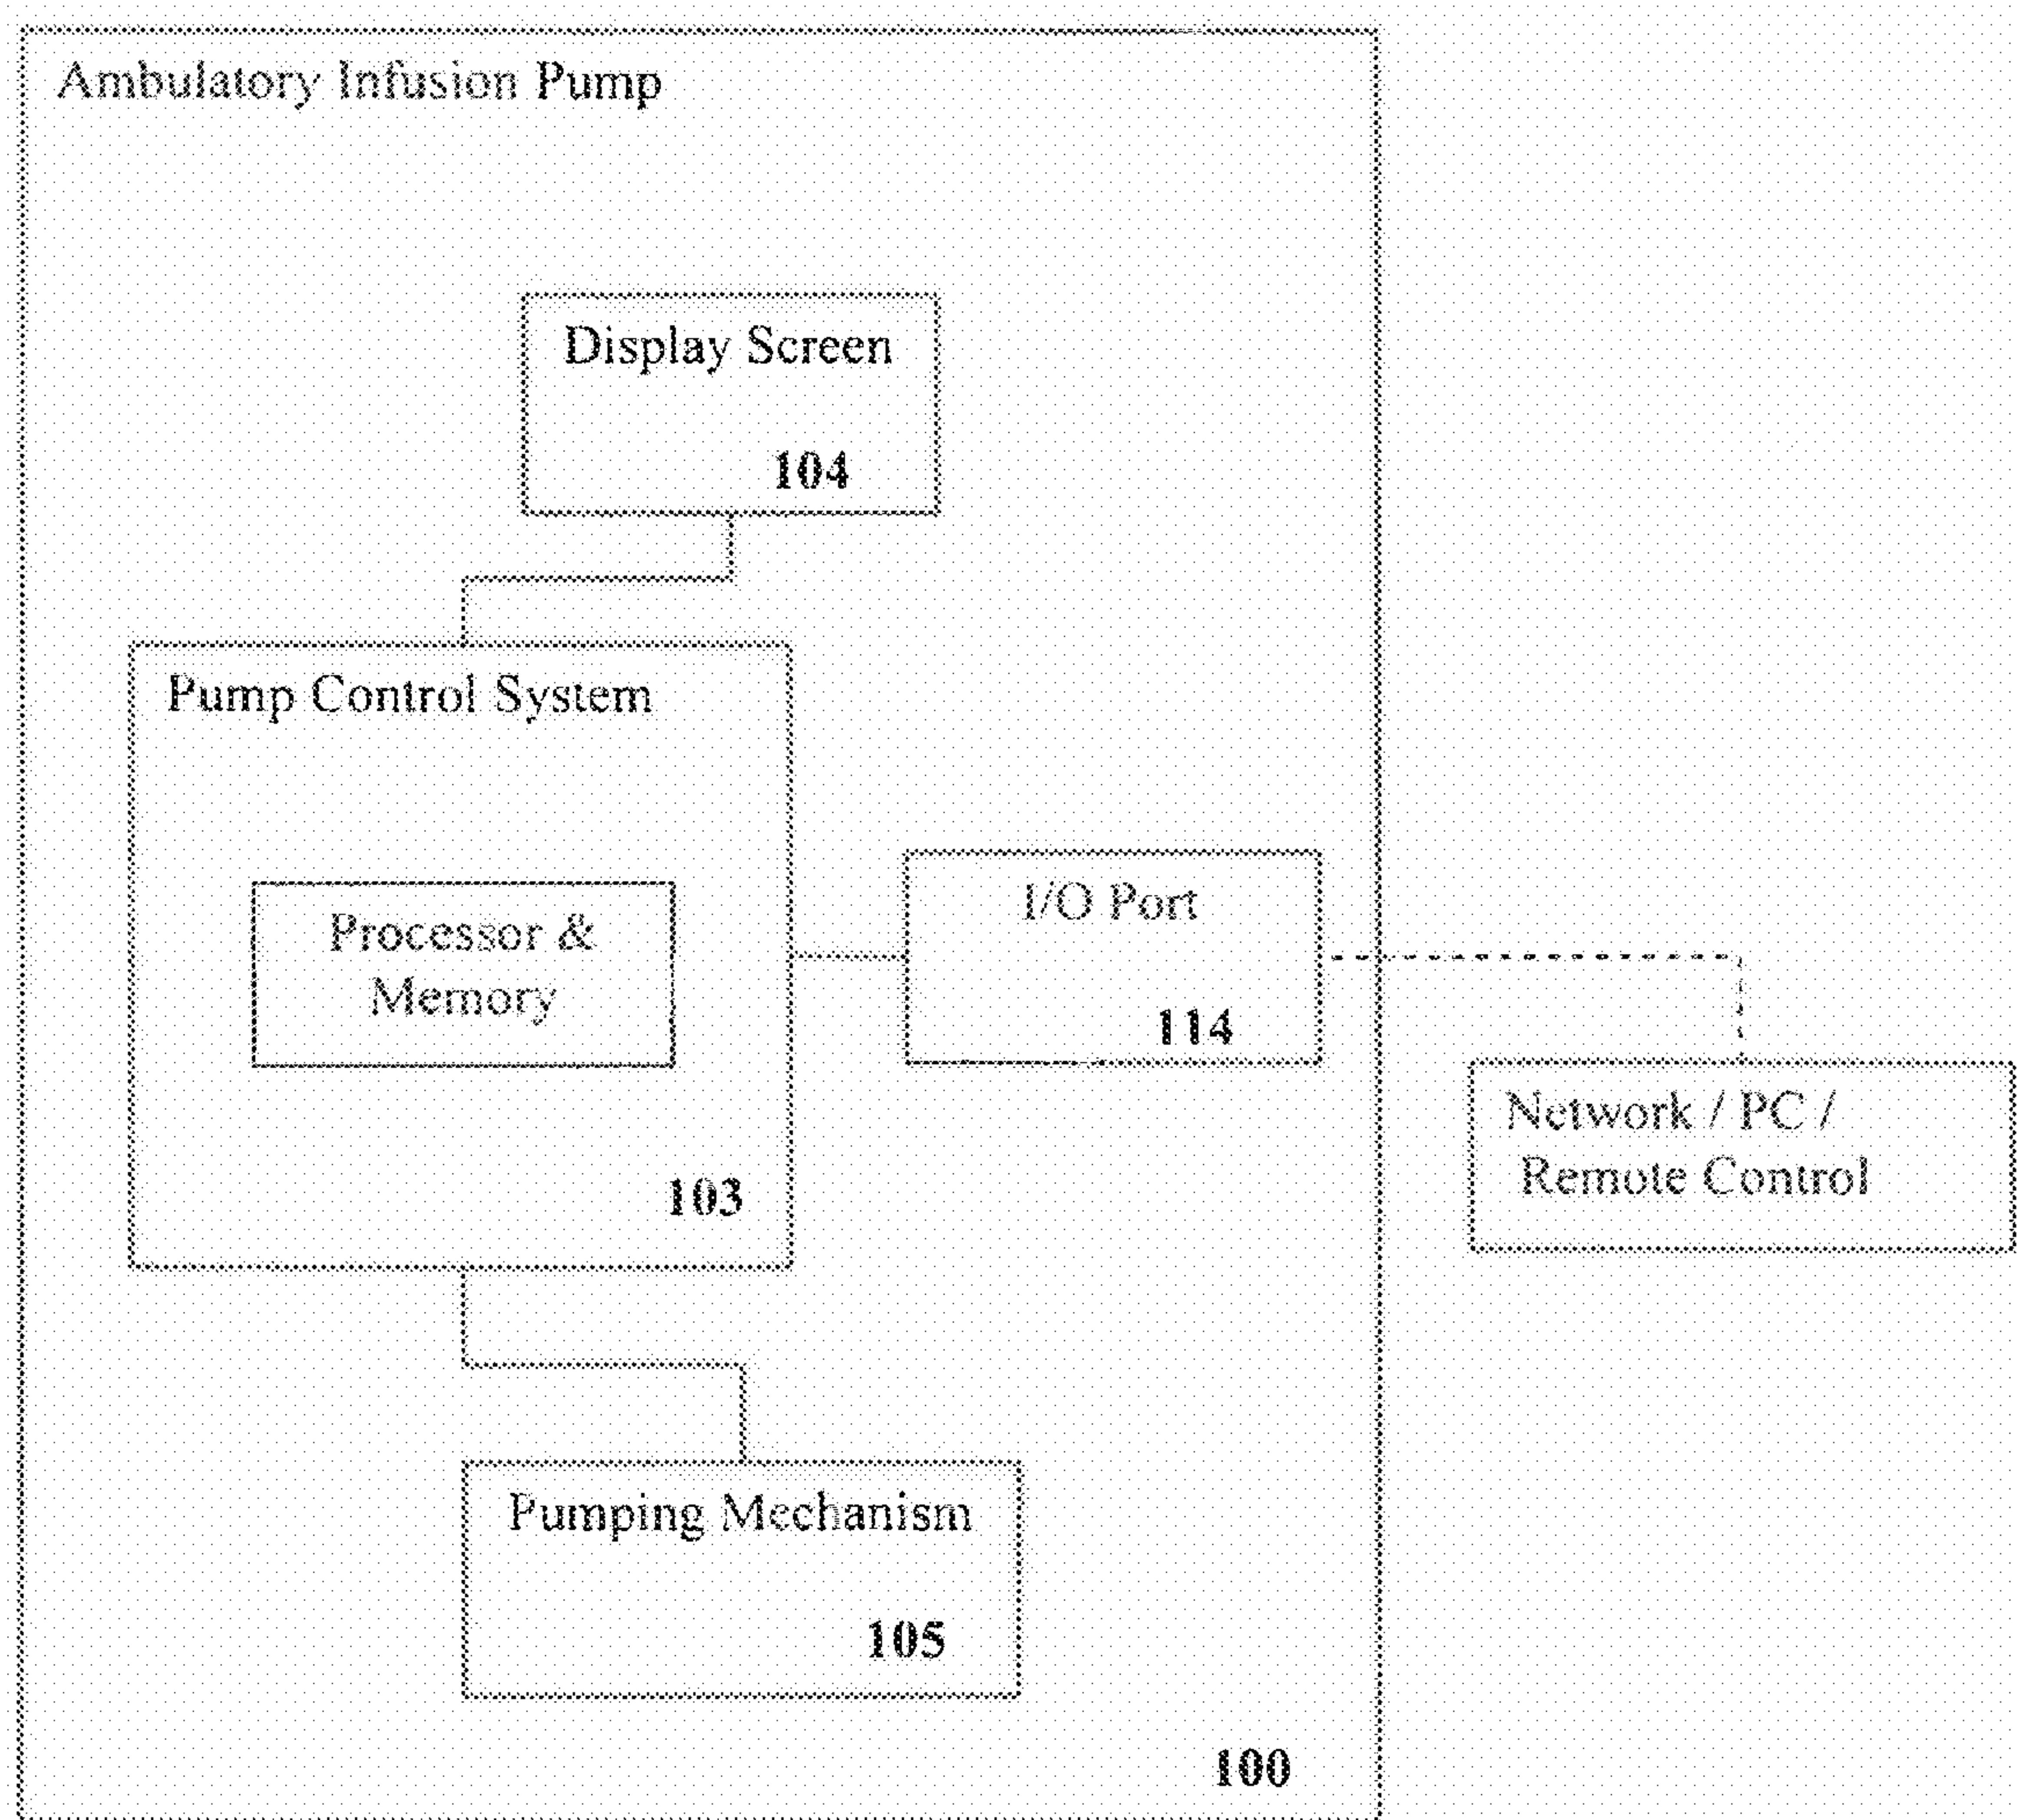 Ambulatory Infusion Pump
Display Screen
104
Pump Control System
Processor &
Memory
103
I/O Port
114
Network / PC /
Remote Control
Pumping Mechanism
105
100